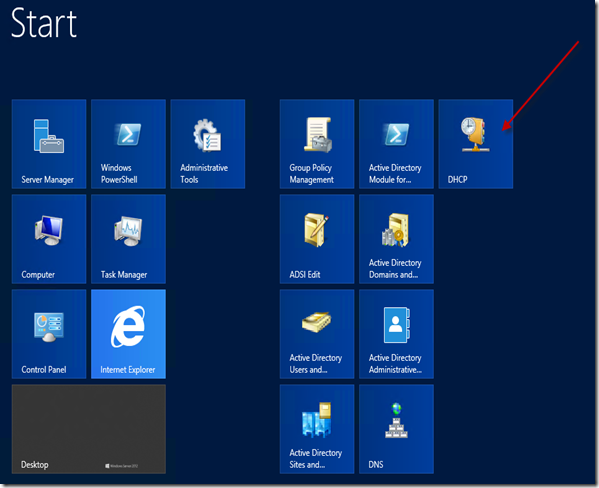 Start
Server Manager
Windows
PowerShell
Administrative
Tools
Group Policy
Management
Active Directory
Module for...
DHCP
Computer
Task Manager
ADSI Edit
Active Directory
Domains and...
Control Panel
Internet Explorer
Active Directory
Users and...
Active Directory
Administrative...
Desktop
Windows Server 2012
Active Directory
Sites and...
DNS